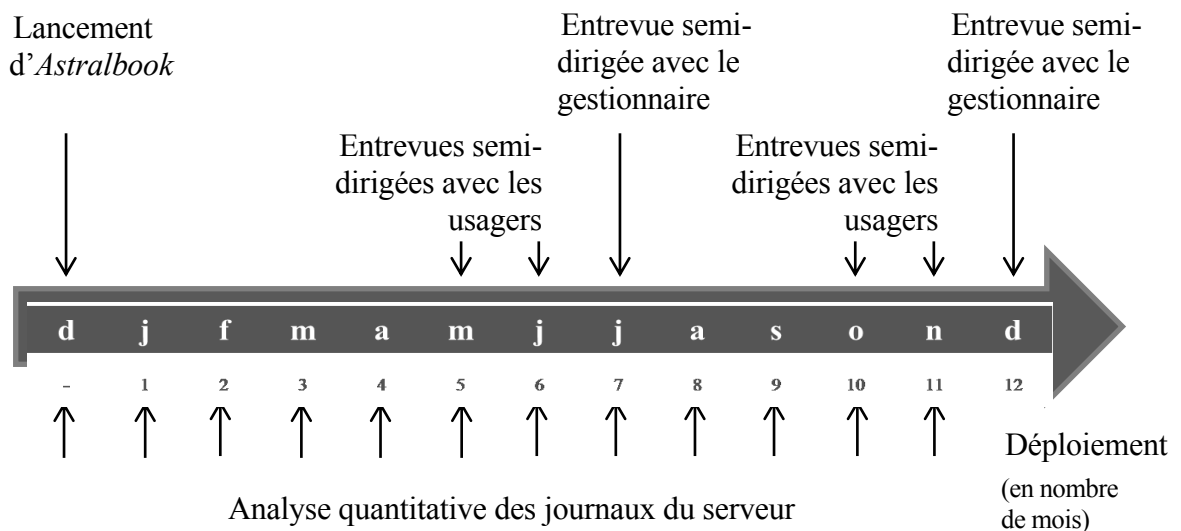 Lancement
d’Astralbook
Entrevue semi-
dirigée avec le
gestionnaire
Entrevue semi-
dirigée avec le
gestionnaire
Entrevues semi-
dirigées avec les
usagers
Entrevues semi-
dirigées avec les
usagers
d j f m a m j j a s o n d
– 1 2 3 4 5 6 7 8 9 10 11 12
Analyse quantitative des journaux du serveur
Déploiement
(en nombre
de mois)